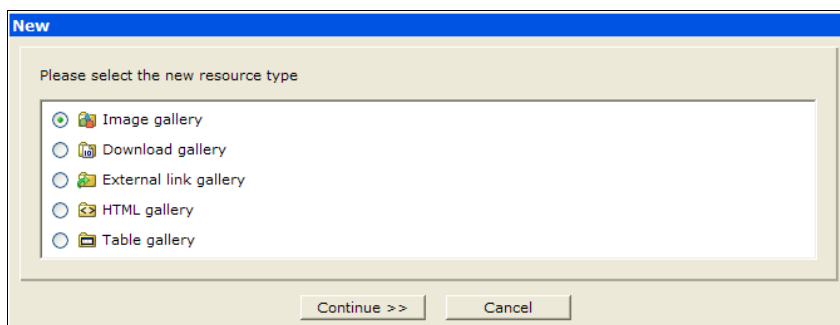 New
Please select the new resource type
Image gallery
Download gallery
External link gallery
HTML gallery
Table gallery
Continue >> Cancel